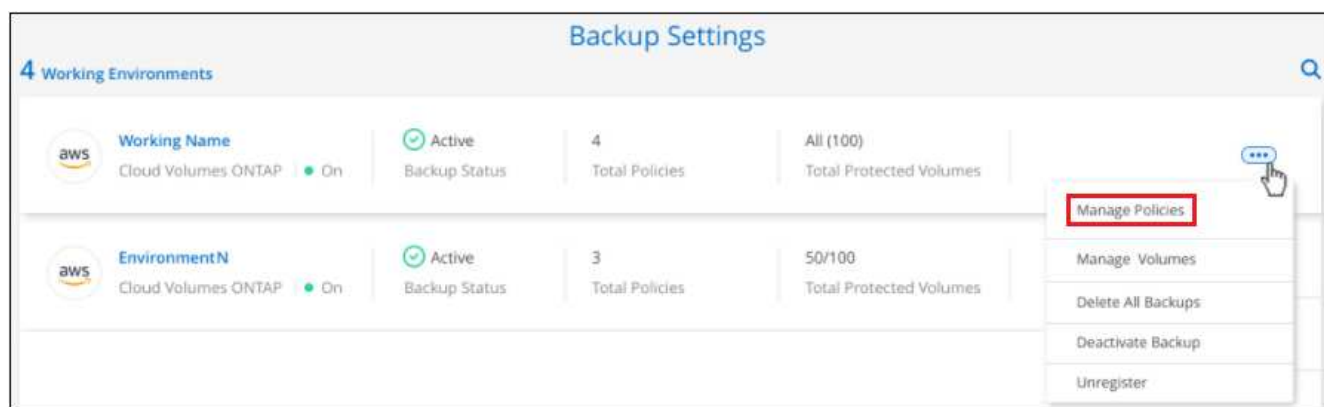 Backup Settings
4 Working Environments
aws
Working Name
Cloud Volumes ONTAP
On
Active
Backup Status
4
Total Policies
All (100)
Total Protected Volumes
Manage Policies
Manage Volumes
Delete All Backups
Deactivate Backup
Unregister
aws
EnvironmentN
Cloud Volumes ONTAP
On
Active
Backup Status
3
Total Policies
50/100
Total Protected Volumes